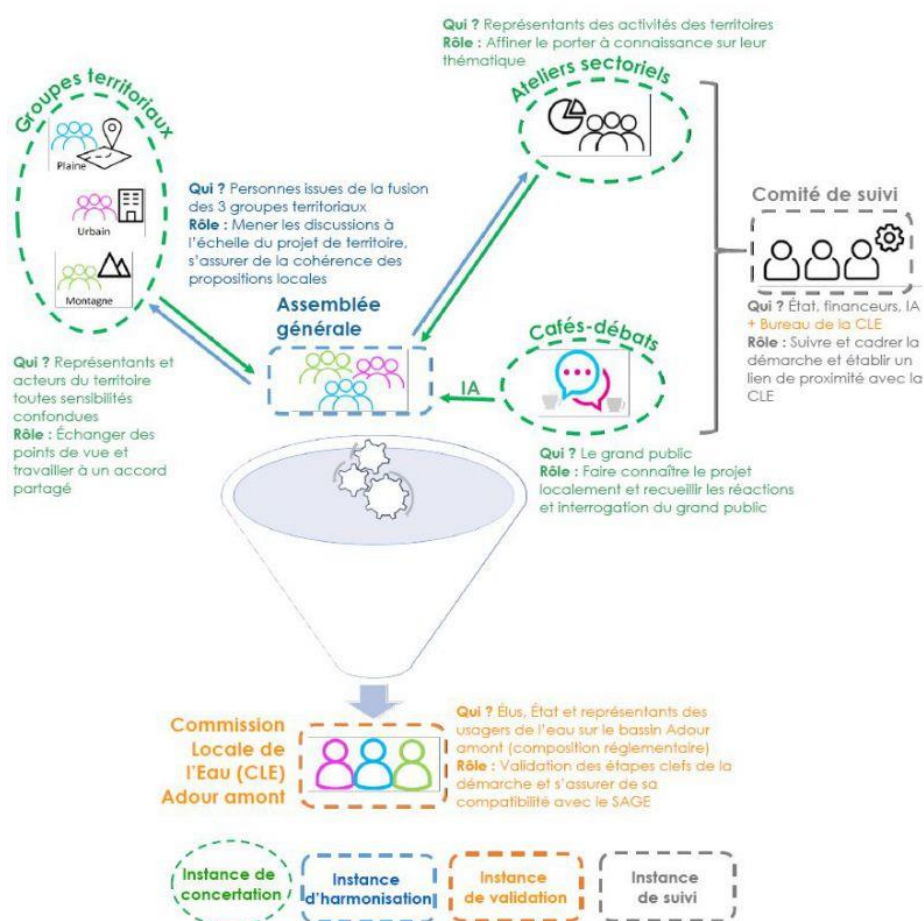 Qui ? Représentants des activités des territoires
Rôle : Affiner le porter à connaissance sur leur
thématique
Groupes territoriaux
Plaine
Urbain
Montagne
Ateliers sectoriels
Qui ? Personnes issues de la fusion
des 3 groupes territoriaux
Rôle : Mener les discussions à
l'échelle du projet de territoire,
s'assurer de la cohérence des
propositions locales
Comité de suivi
Qui ? État, financeurs, IA
+ Bureau de la CLE
Rôle : Suivre et cadrer la
démarche et établir un
lien de proximité avec la
CLE
Assemblée
générale
Cafés-débats
IA
Qui ? Représentants et
acteurs du territoire
toutes sensibilités
confondues
Rôle : Échanger des
points de vue et
travailler à un accord
partagé
Qui ? Le grand public
Rôle : Faire connaître le projet
localement et recueillir les réactions
et interrogation du grand public
Commission
Locale de
l'Eau (CLE)
Adour amont
Qui ? Élus, État et représentants des
usagers de l'eau sur le bassin Adour
amont (composition réglementaire)
Rôle : Validation des étapes clefs de la
démarche et s'assurer de sa
compatibilité avec le SAGE
Instance de
concertation
Instance
d'harmonisation
Instance
de validation
Instance
de suivi